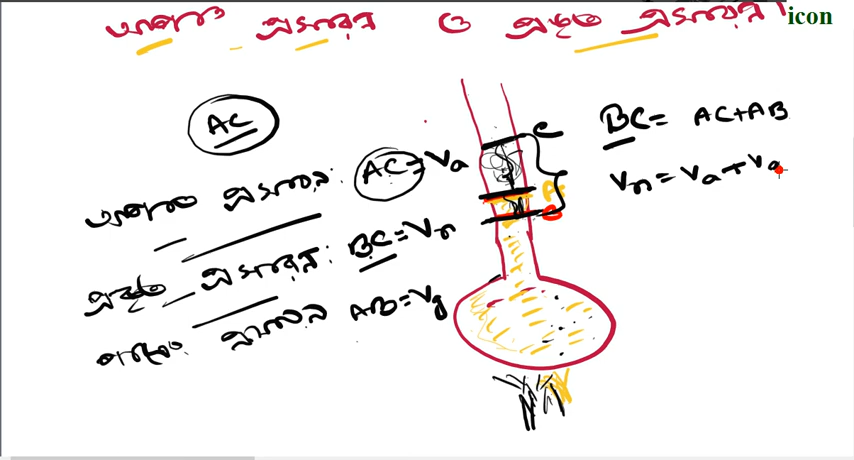 আপাত প্রসারণ ও প্রকৃত প্রসারণ
icon
AC
আপাত প্রসারণ: AC = Va
প্রকৃত প্রসারণ: BC = Vr
পাত্রের প্রসারণ AB = Vg
C
A
B
BC = AC + AB
Vr = Va + Vg